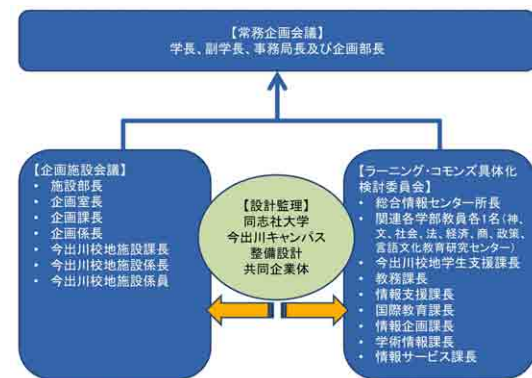 【常務企画会議】
学長、副学長、事務局長及び企画部長
【企画施設会議】
• 施設部長
• 企画室長
• 企画課長
• 企画係長
• 今出川校地施設課長
• 今出川校地施設係長
• 今出川校地施設係員
【設計監理】
同志社大学
今出川キャンパス
整備設計
共同企業体
【ラーニング・コモンズ具体化
検討委員会】
• 総合情報センター所長
• 関連各学部教員各1名(神、
文、社会、法、経済、商、政策、
言語文化教育研究センター)
• 今出川校地学生支援課長
• 教務課長
• 情報支援課長
• 国際教育課長
• 情報企画課長
• 学術情報課長
• 情報サービス課長